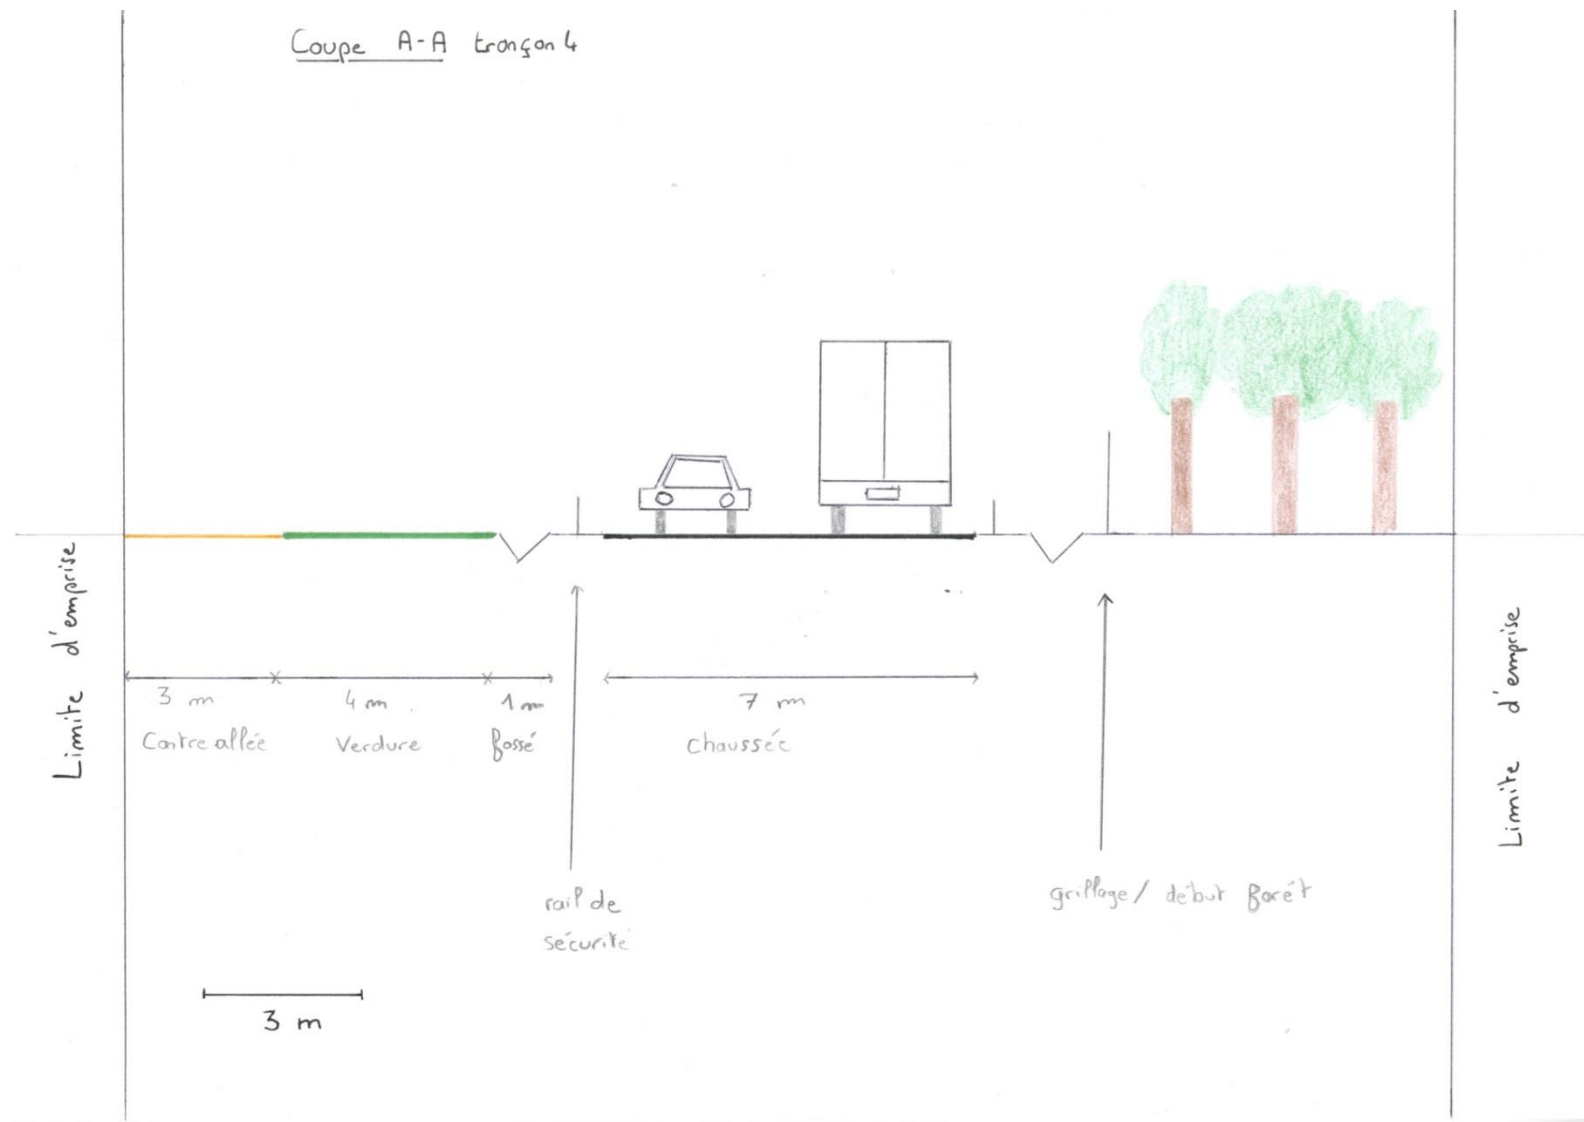 Coupe A-A tronçon 4
Limite d'emprise
Limite d'emprise
3 m
4 m
1 m
7 m
Contre allée
Verdure
fossé
chaussée
rail de
sécurité
grillage/ début forêt
3 m